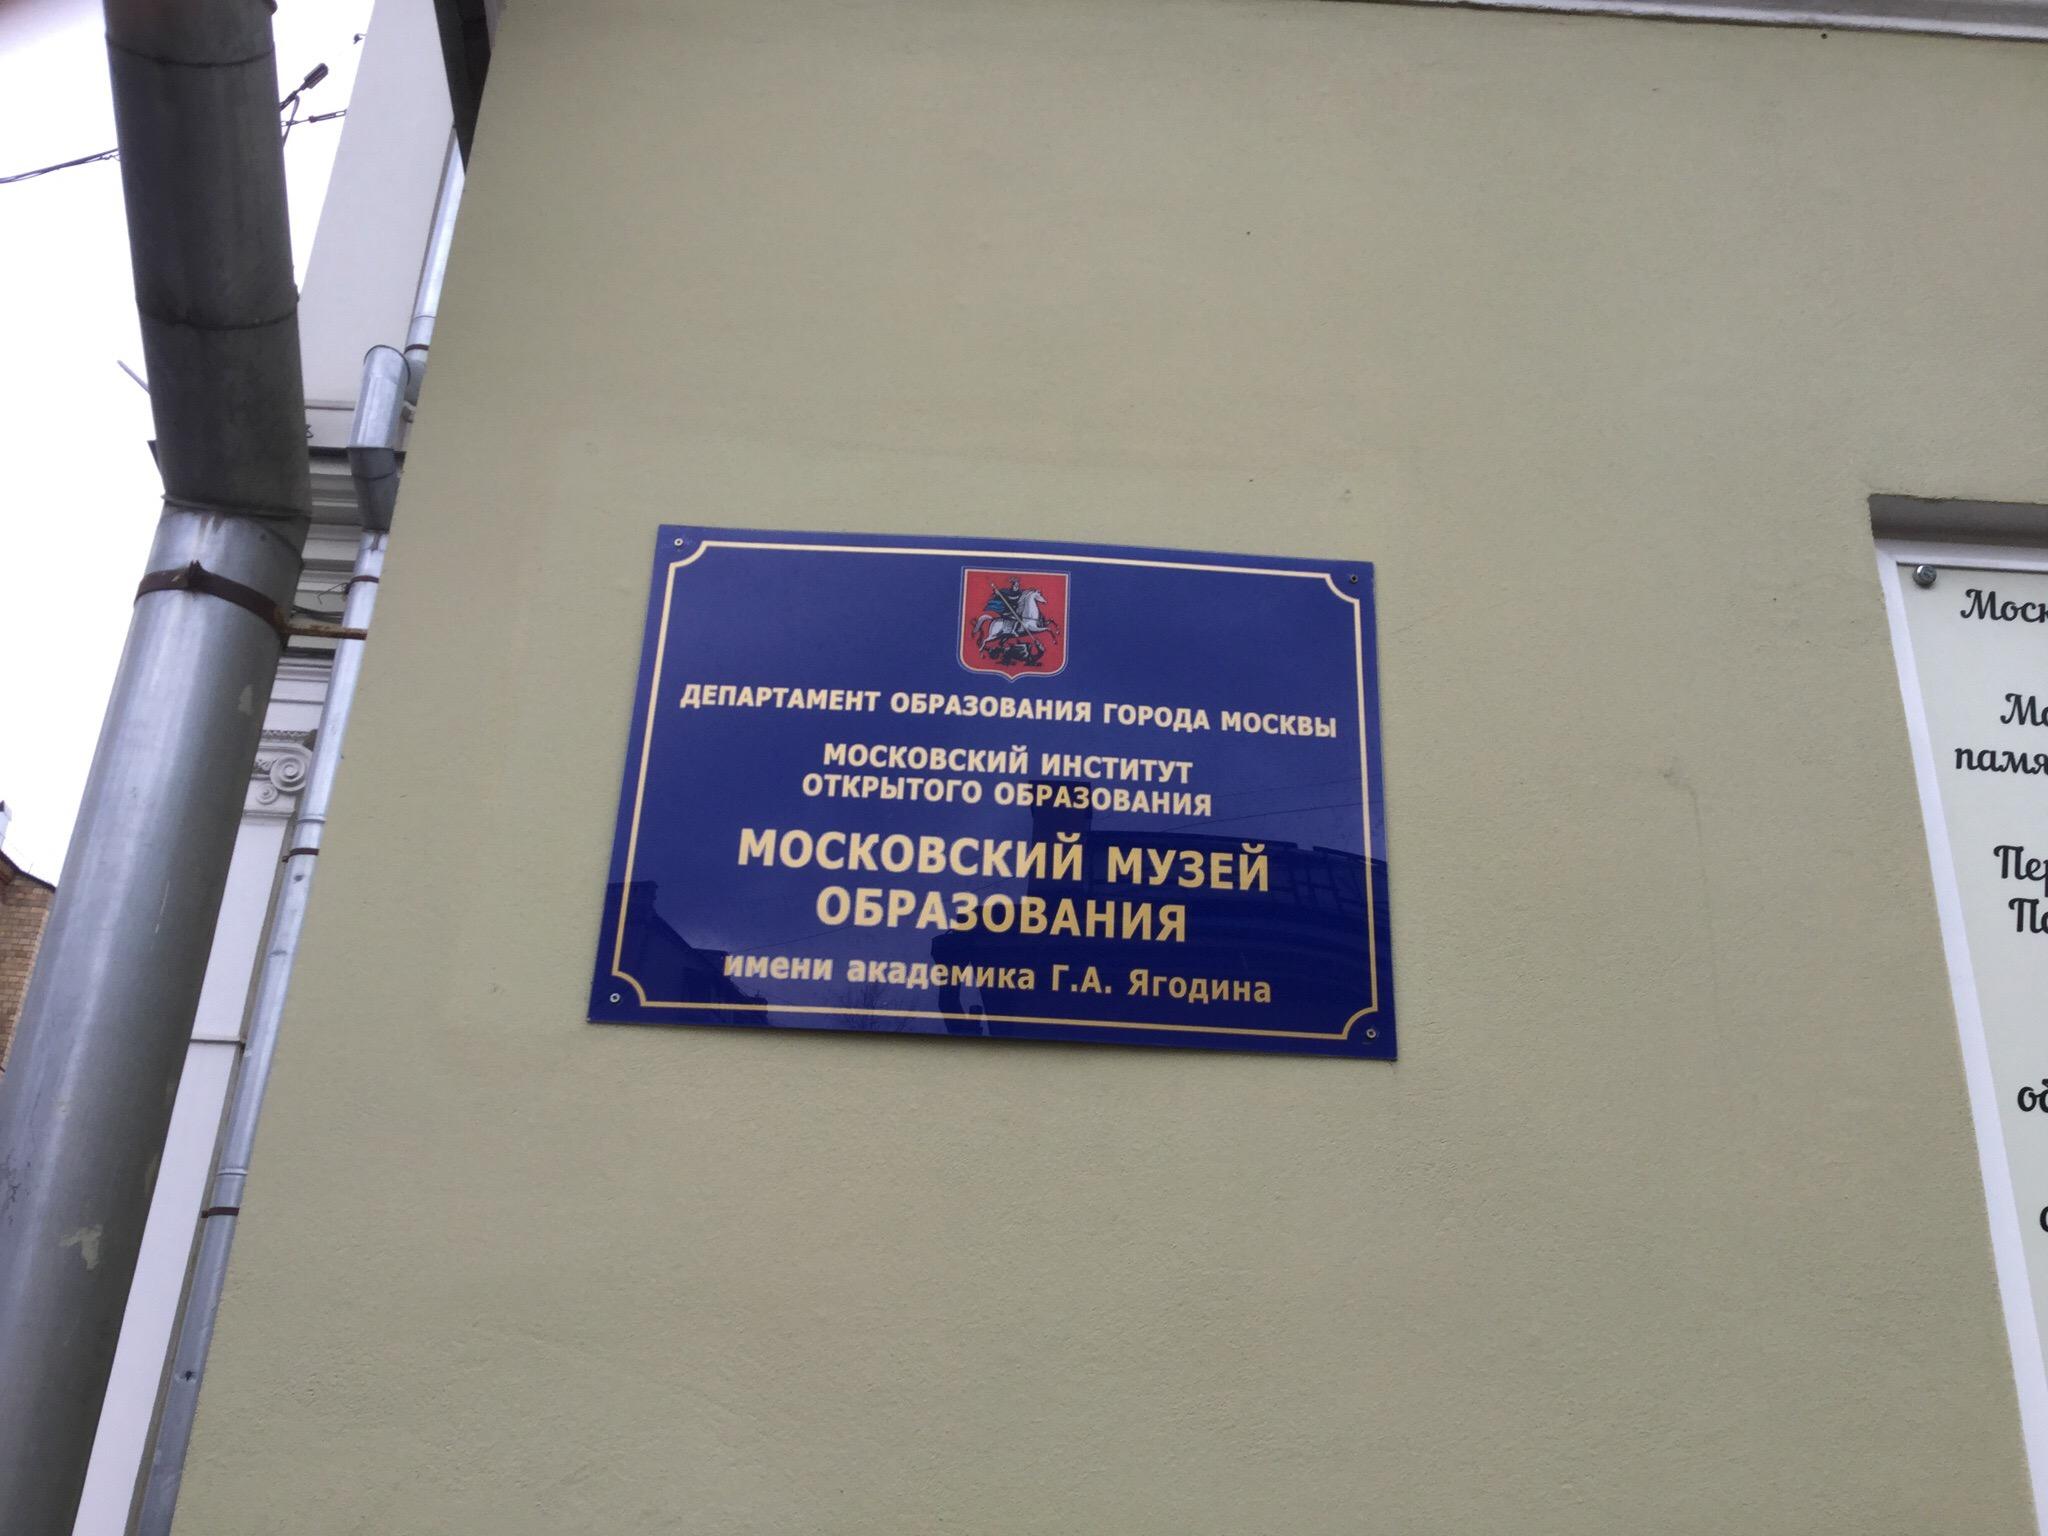 ДЕПАРТАМЕНТ ОБРАЗОВАНИЯ ГОРОДА МОСКВЫ
МОСКОВСКИЙ ИНСТИТУТ
ОТКРЫТОГО ОБРАЗОВАНИЯ
МОСКОВСКИЙ МУЗЕЙ
ОБРАЗОВАНИЯ
имени академика Г.А. Ягодина